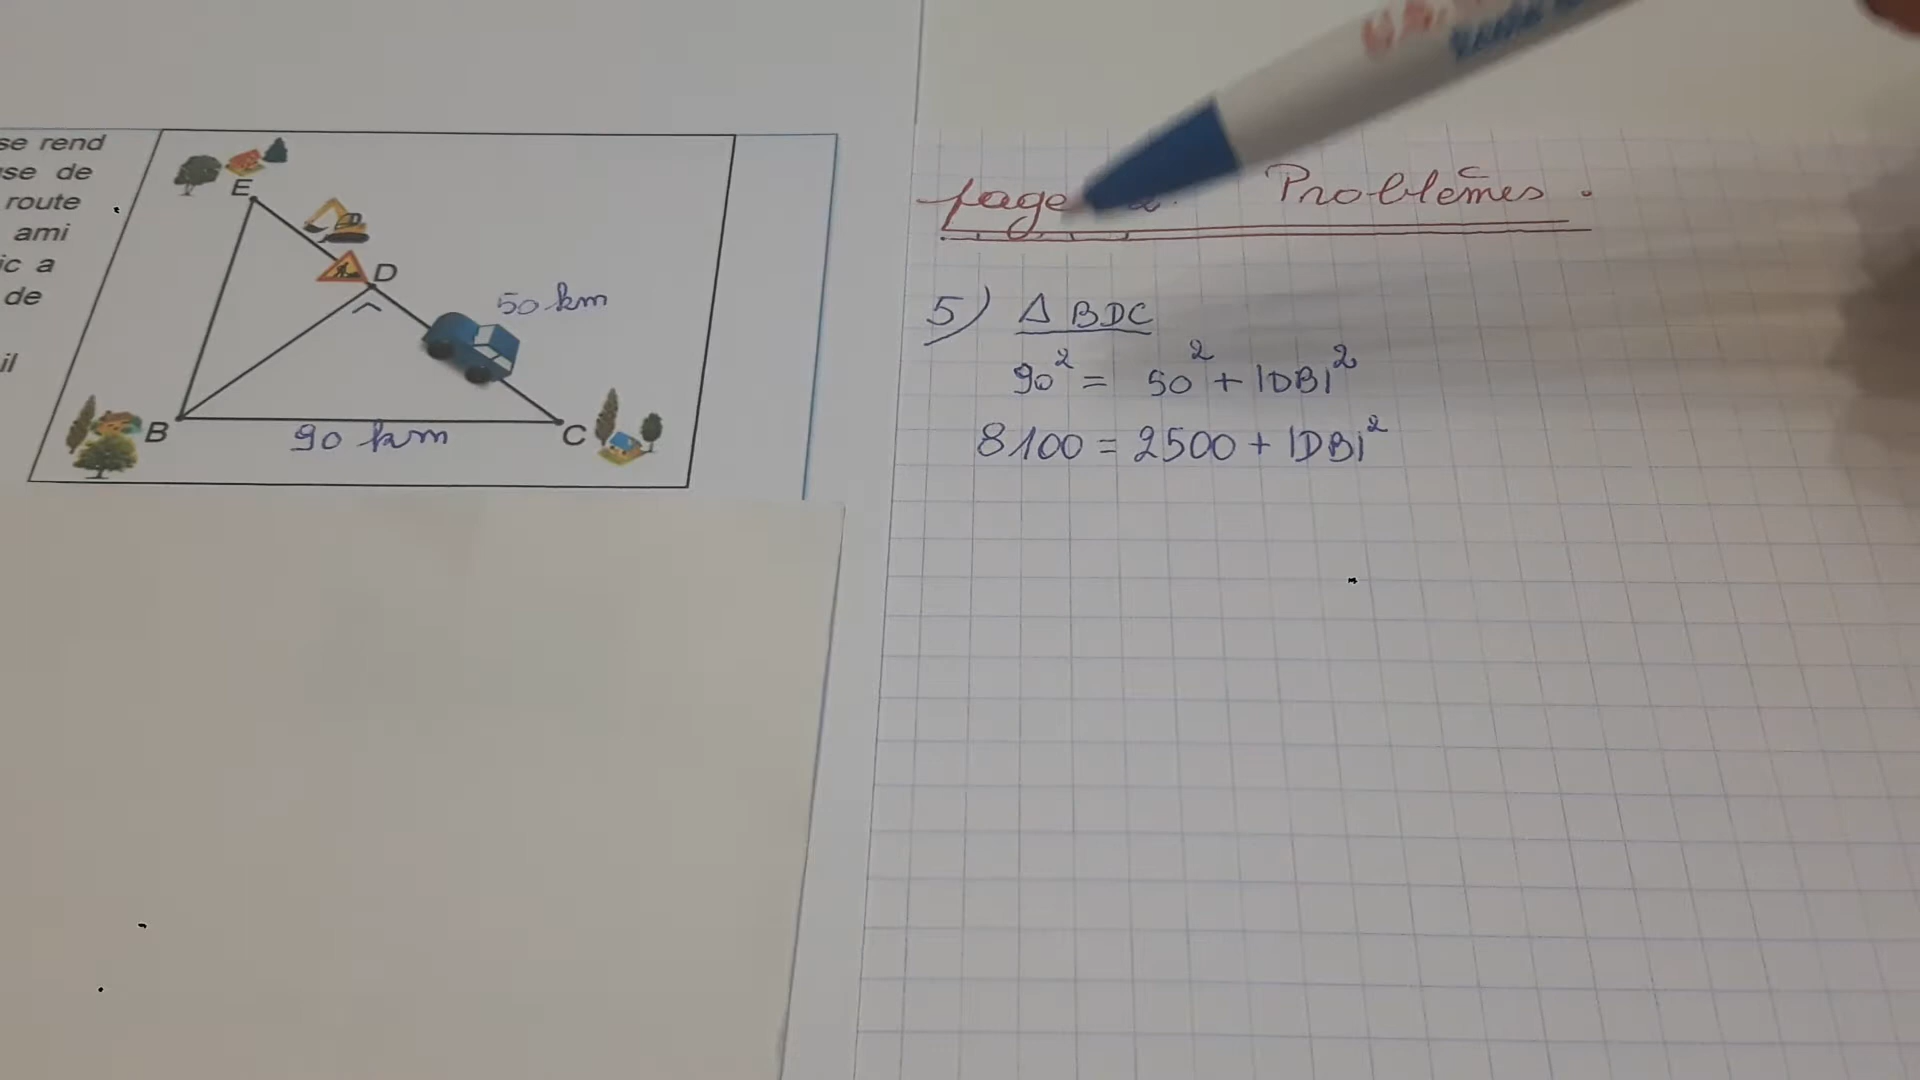 se rend
se de
route
ami
ic a
de
il
E
D
50 km
B
90 km
C
page Problèmes.
5) Δ BDC
90² = 50² + |DB|²
8100 = 2500 + |DB|²